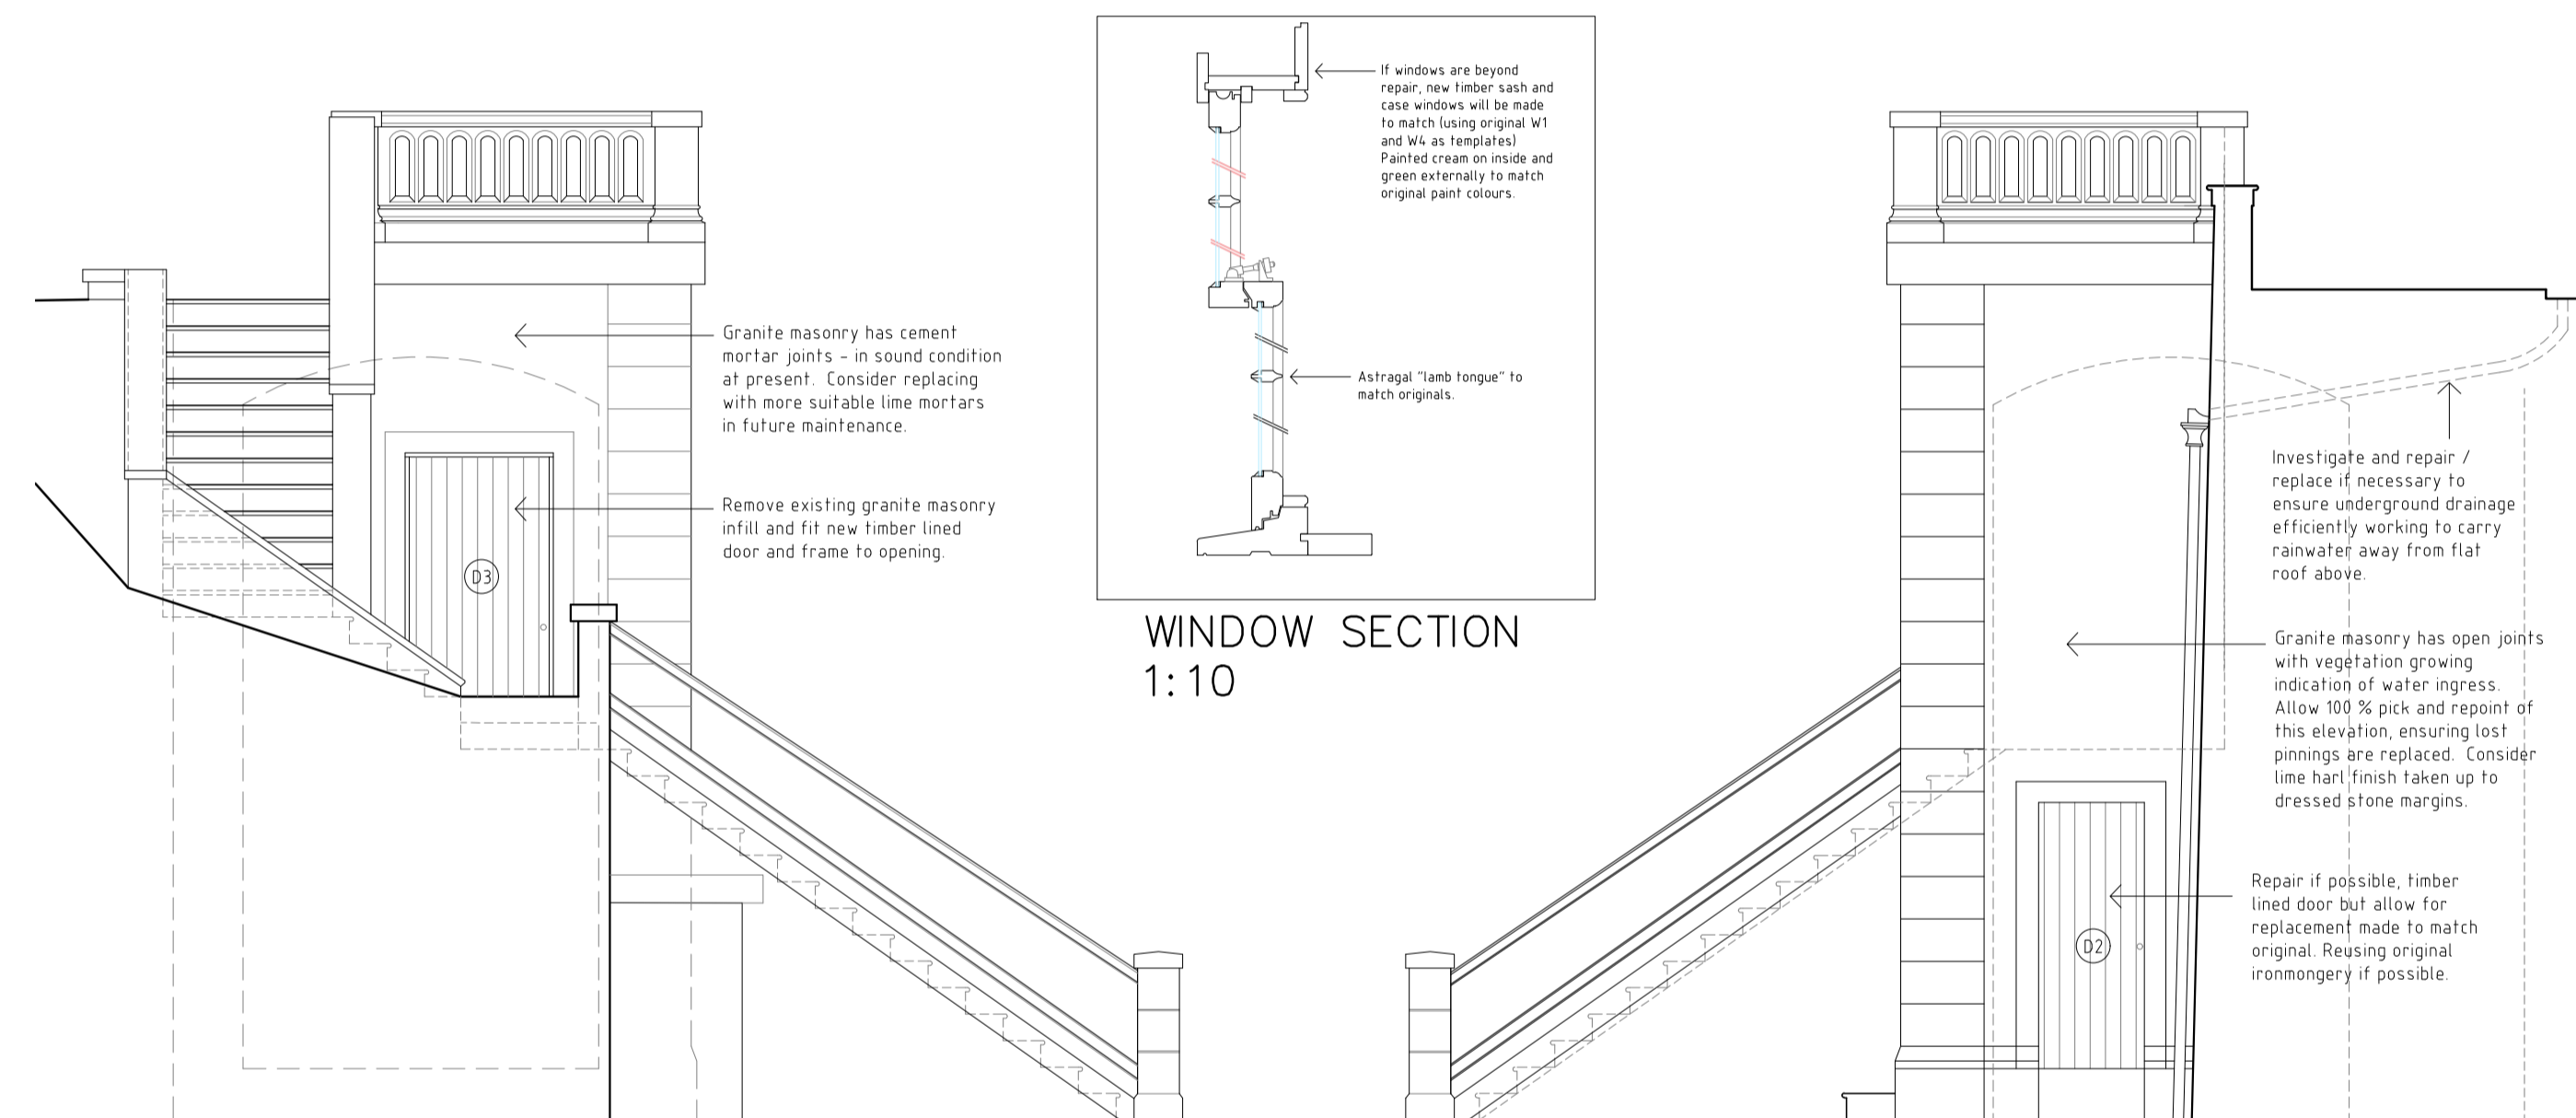 If windows are beyond
repair, new timber sash and
case windows will be made
to match (using original W1
and W4 as templates)
Painted cream on inside and
green externally to match
original paint colours.
Astragal "lamb tongue" to
match originals.
WINDOW SECTION
1:10
Granite masonry has cement
mortar joints - in sound condition
at present. Consider replacing
with more suitable lime mortars
in future maintenance.
Remove existing granite masonry
infill and fit new timber lined
door and frame to opening.
D3
Investigate and repair /
replace if necessary to
ensure underground drainage
efficiently working to carry
rainwater away from flat
roof above.
Granite masonry has open joints
with vegetation growing
indication of water ingress.
Allow 100 % pick and repoint of
this elevation, ensuring lost
pinnings are replaced. Consider
lime harl finish taken up to
dressed stone margins.
Repair if possible, timber
lined door but allow for
replacement made to match
original. Reusing original
ironmongery if possible.
D2